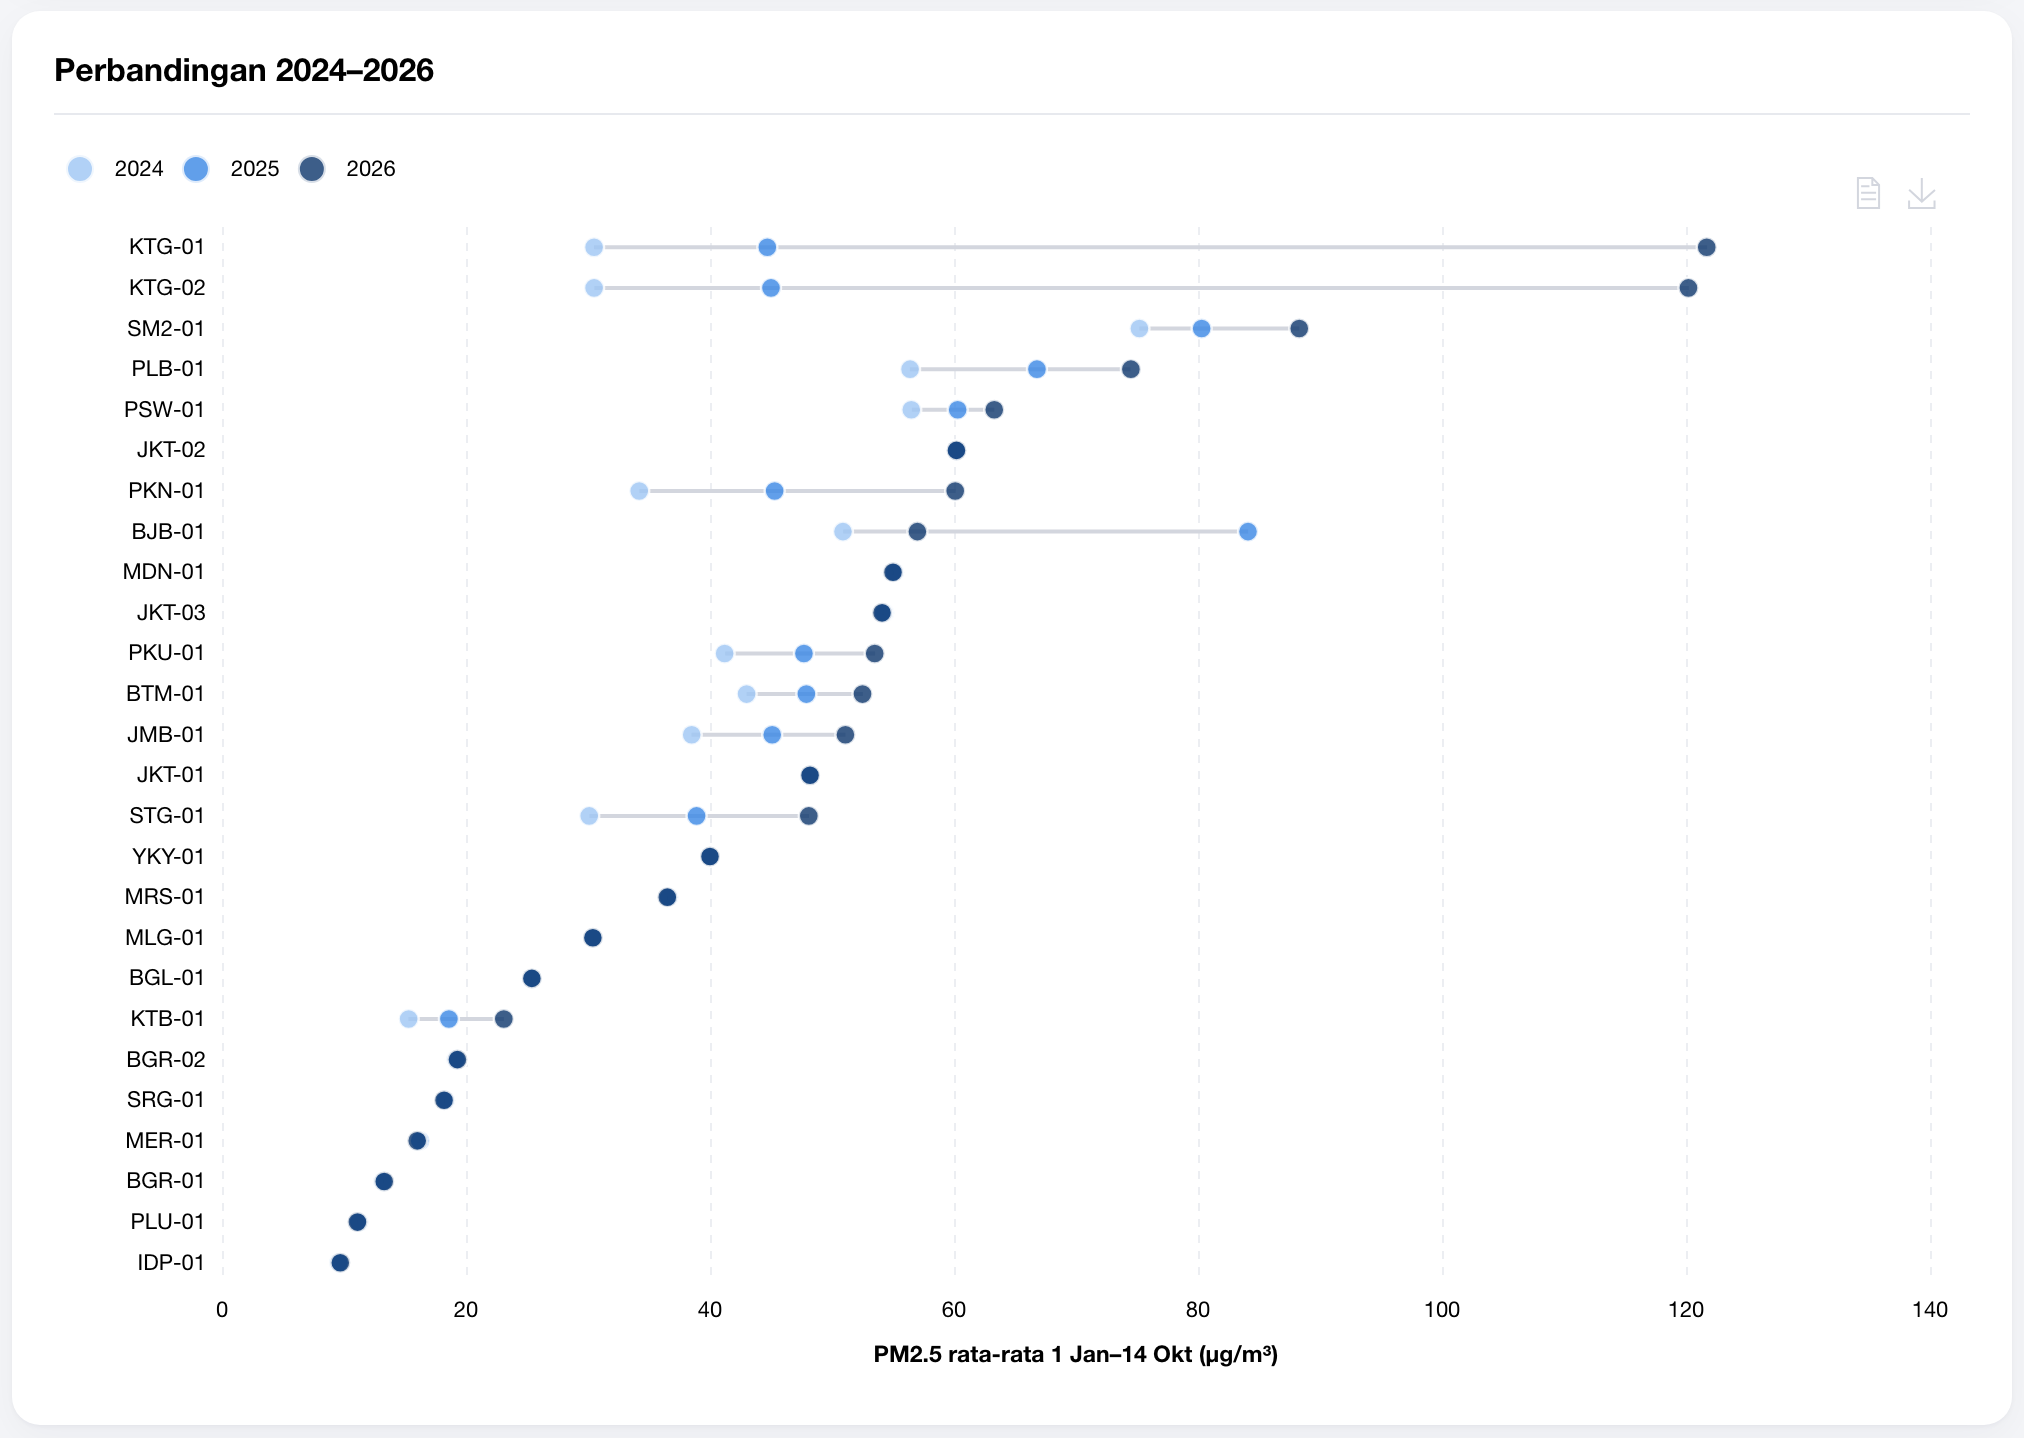 Perbandingan 2024–2026
2024 2025 2026
KTG-01
KTG-02
SM2-01
PLB-01
PSW-01
JKT-02
PKN-01
BJB-01
MDN-01
JKT-03
PKU-01
BTM-01
JMB-01
JKT-01
STG-01
YKY-01
MRS-01
MLG-01
BGL-01
KTB-01
BGR-02
SRG-01
MER-01
BGR-01
PLU-01
IDP-01
0 20 40 60 80 100 120 140
PM2.5 rata-rata 1 Jan–14 Okt (µg/m³)